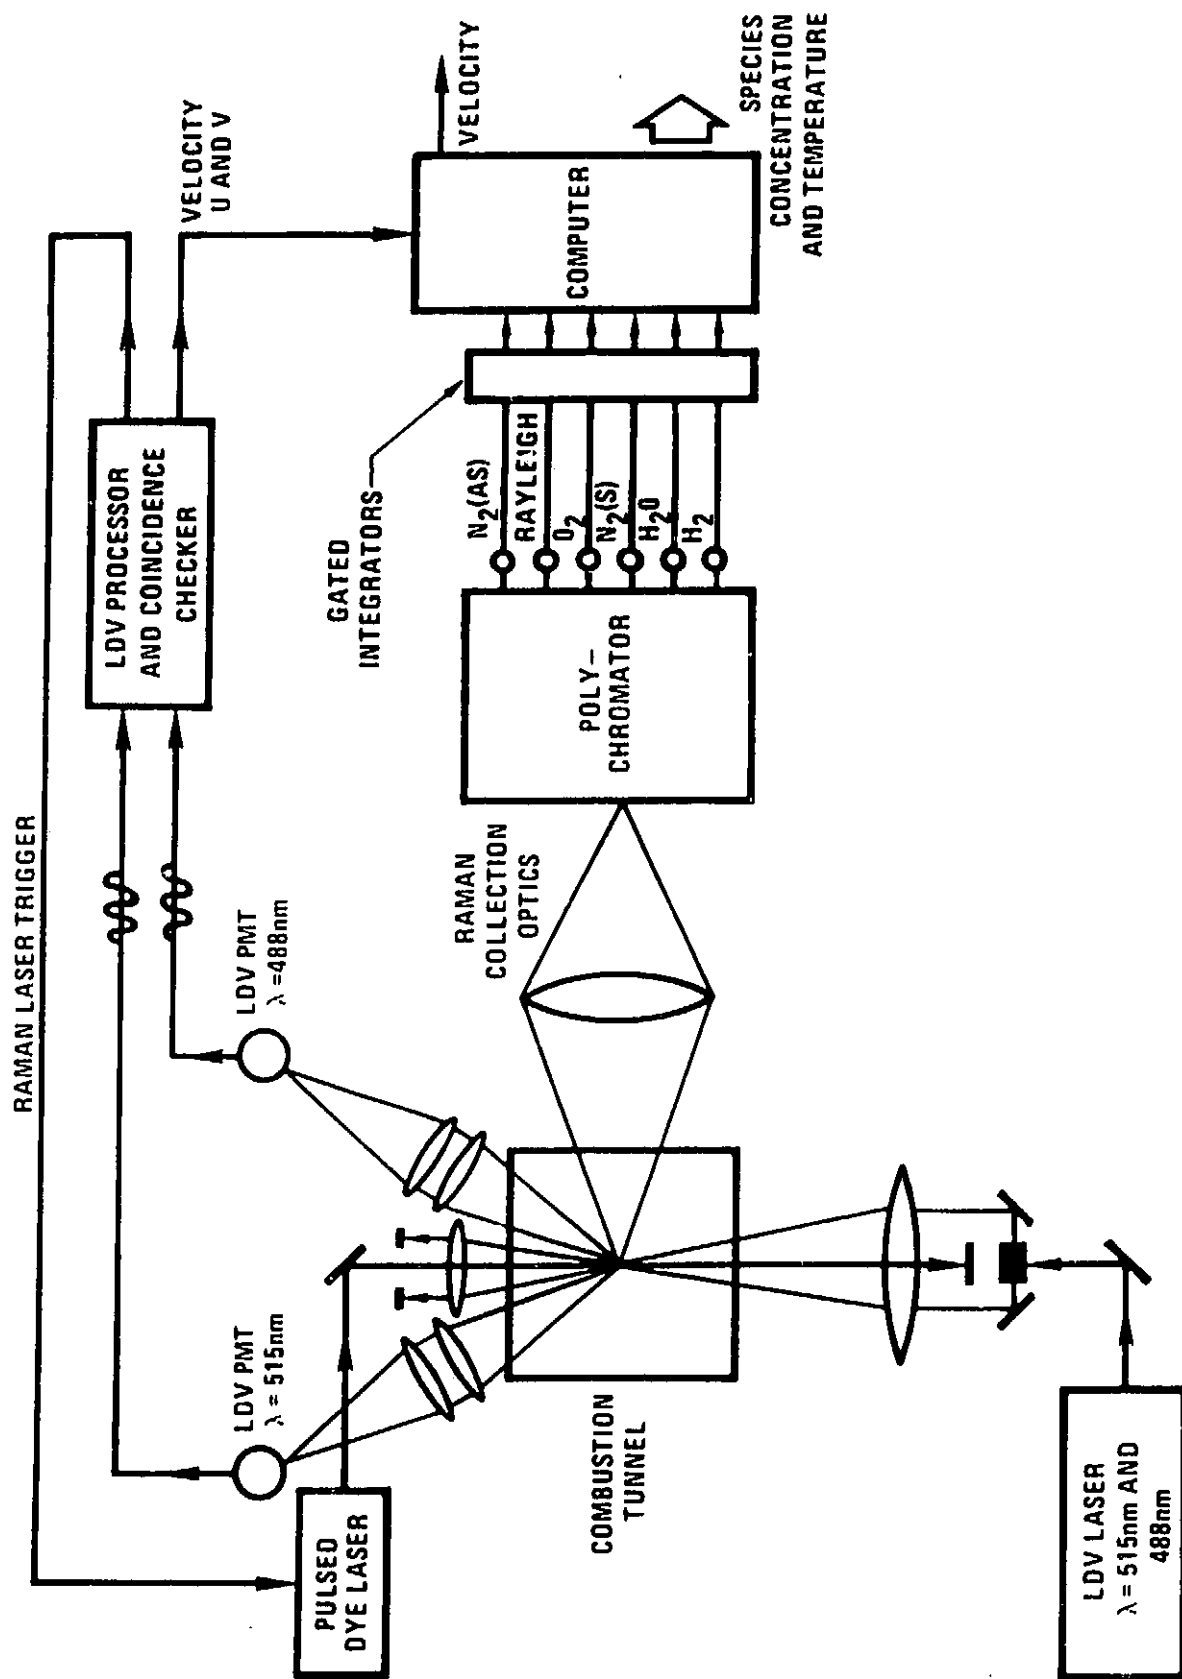 RAMAN LASER TRIGGER
LDV PROCESSOR
AND COINCIDENCE
CHECKER
VELOCITY
U AND V
LDV PMT
λ = 515nm
LDV PMT
λ = 488nm
PULSED
DYE LASER
GATED
INTEGRATORS
VELOCITY
COMBUSTION
TUNNEL
RAMAN
COLLECTION
OPTICS
POLY-
CHROMATOR
N2(AS)
RAYLEIGH
O2
N2(S)
H2O
H2
COMPUTER
SPECIES
CONCENTRATION
AND TEMPERATURE
LDV LASER
λ = 515nm AND
488nm